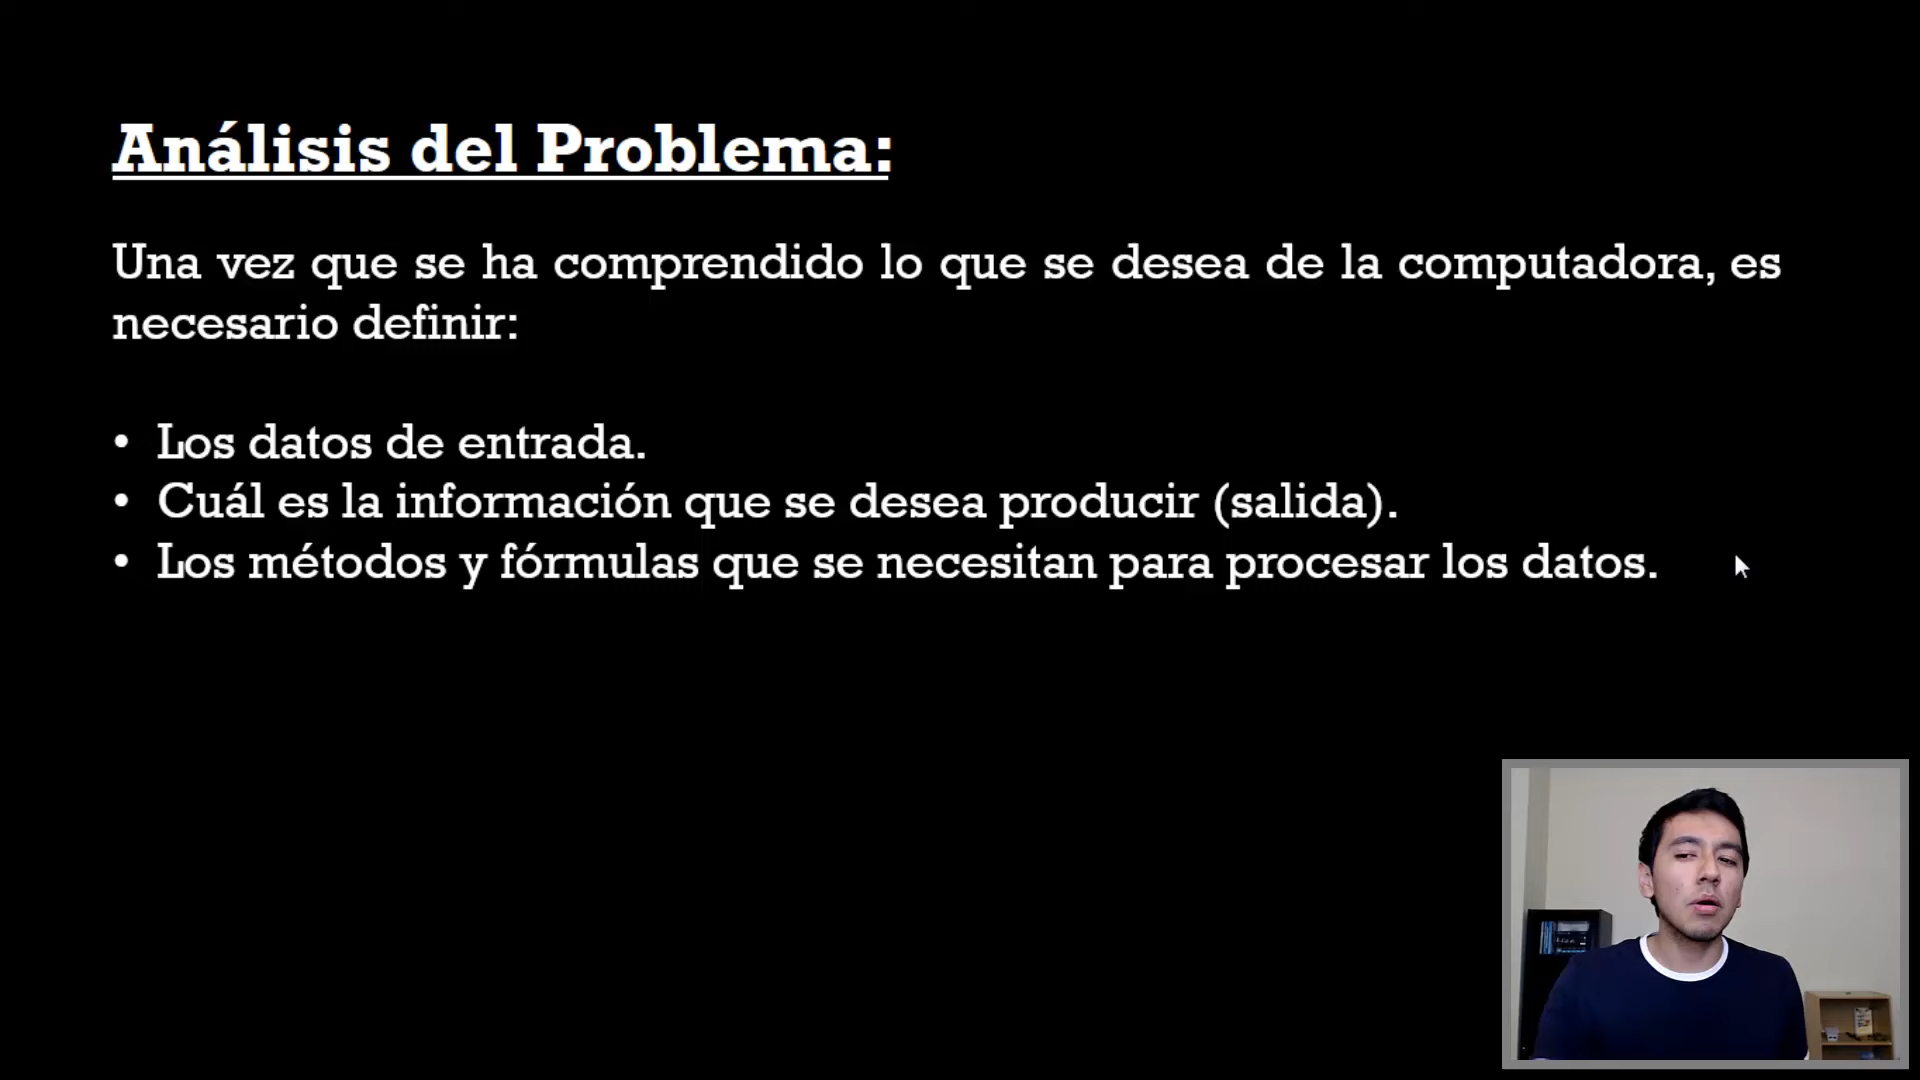 Análisis del Problema:
Una vez que se ha comprendido lo que se desea de la computadora, es
necesario definir:
• Los datos de entrada.
• Cuál es la información que se desea producir (salida).
• Los métodos y fórmulas que se necesitan para procesar los datos.